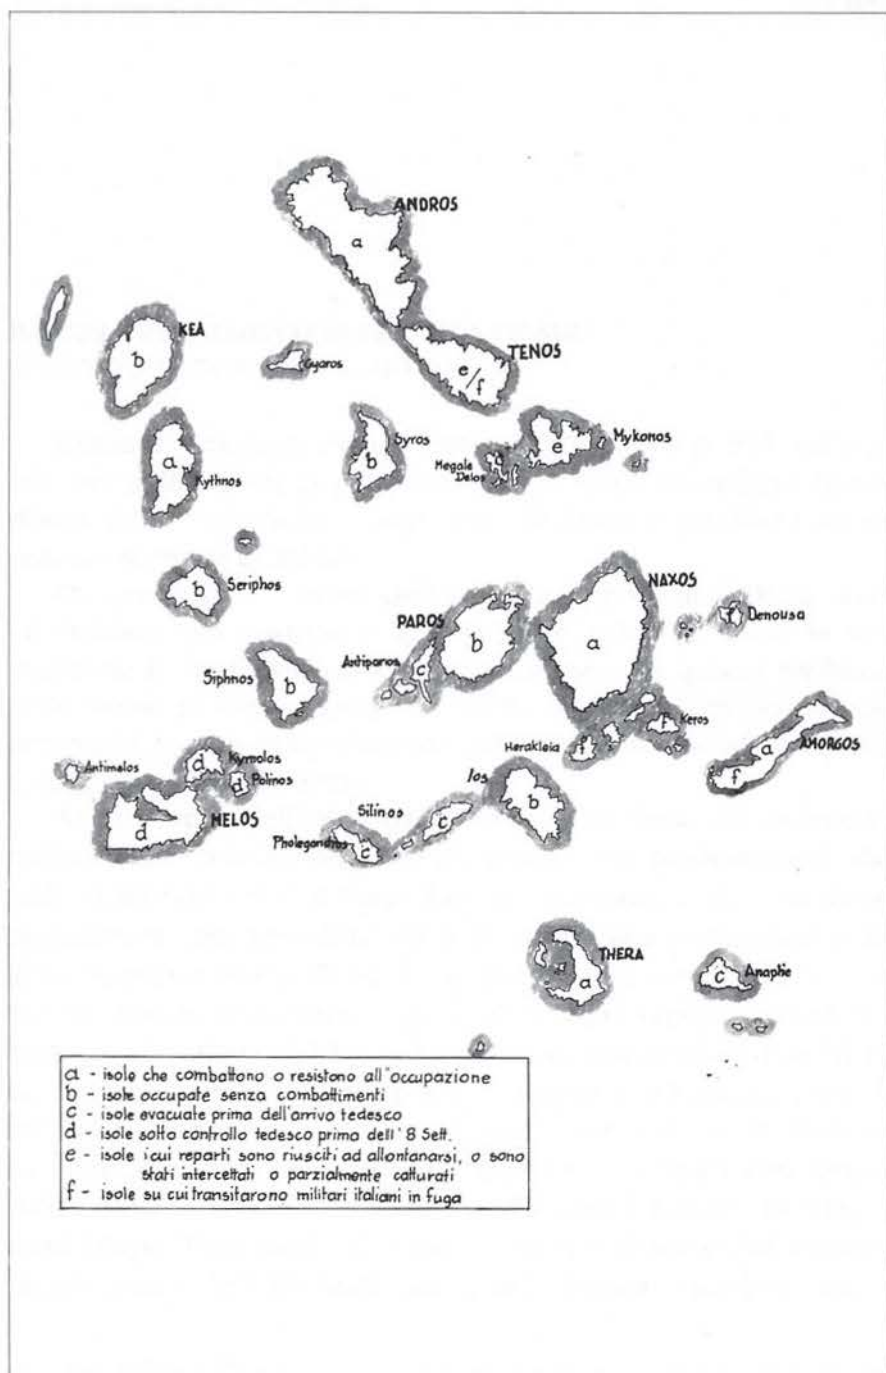 ANDROS
a
KEA
b
Gyaros
TENOS
e/f
Syros
b
Mykonos
e
Megale
Delos
a
Kythnos
Seriphos
b
NAXOS
a
PAROS
b
Denousa
f
Antiparos
c
Siphnos
b
Keros
f
Herakleia
f
AMORGOS
a
f
Antimelos
Kymolos
d
Polinos
d
MELOS
d
Ios
b
Silinos
c
Pholegandros
c
THERA
a
Anaphe
c
a - isole che combattono o resistono all'occupazione
b - isole occupate senza combattimenti
c - isole evacuate prima dell'arrivo tedesco
d - isole sotto controllo tedesco prima dell'8 Sett.
e - isole i cui reparti sono riusciti ad allontanarsi, o sono
stati intercettati o parzialmente catturati
f - isole su cui transitarono militari italiani in fuga